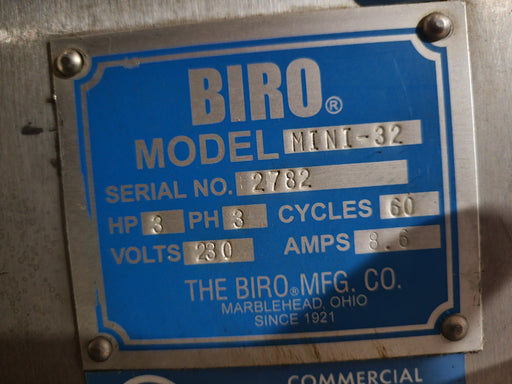 BIRO®
MODEL MINI-32
SERIAL NO. 2782
HP 3 PH 3 CYCLES 60
VOLTS 230 AMPS 8.6
THE BIRO® MFG. CO.
MARBLEHEAD, OHIO
SINCE 1921
COMMERCIAL